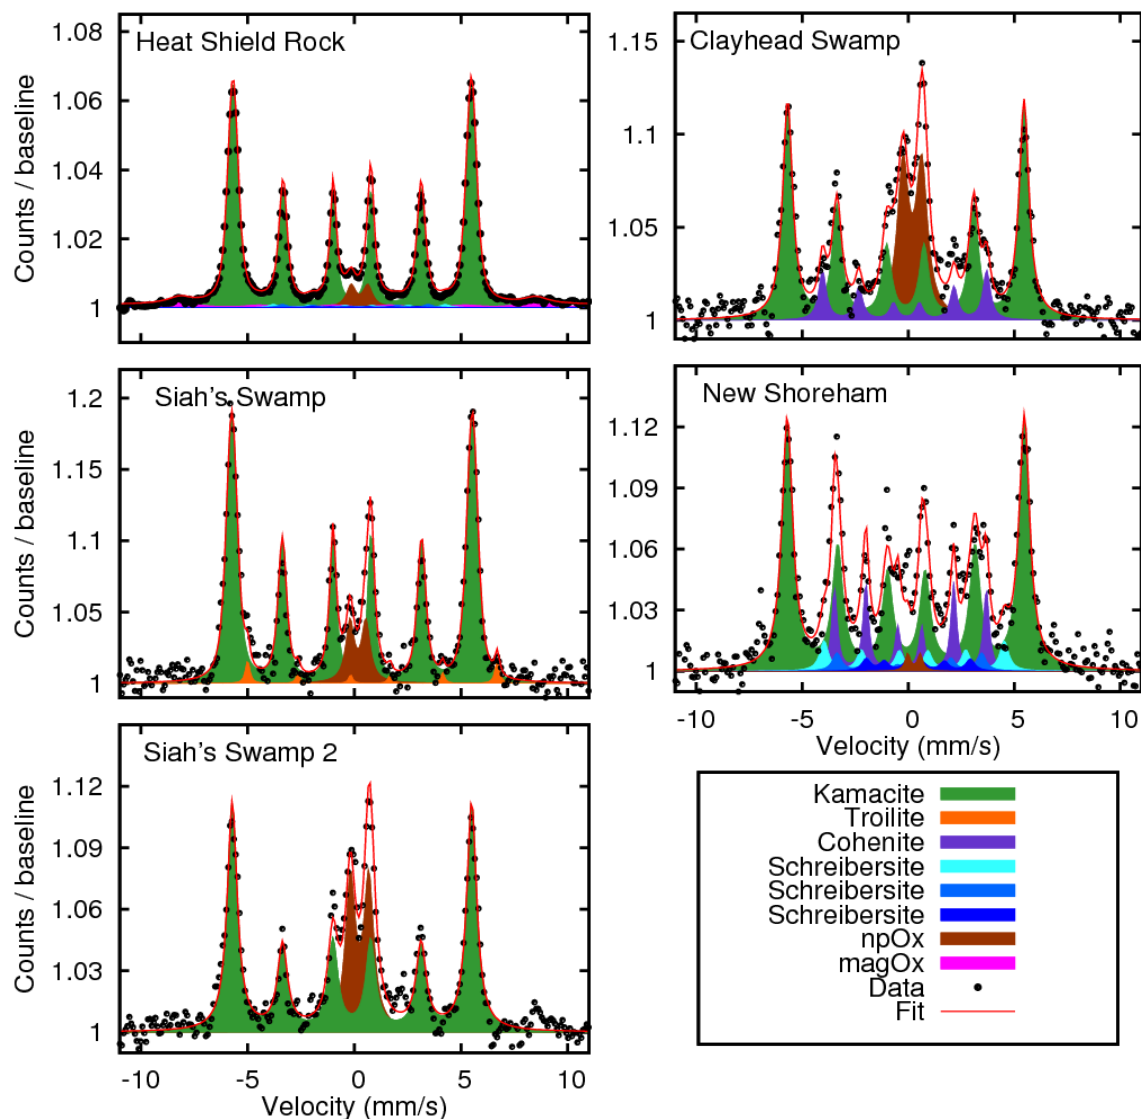 Heat Shield Rock
1.08
1.06
1.04
1.02
1
Counts / baseline
Clayhead Swamp
1.15
1.1
1.05
1
Siah's Swamp
1.2
1.15
1.1
1.05
1
Counts / baseline
New Shoreham
1.12
1.09
1.06
1.03
1
-10 -5 0 5 10
Velocity (mm/s)
Siah's Swamp 2
1.12
1.09
1.06
1.03
1
Counts / baseline
-10 -5 0 5 10
Velocity (mm/s)
Kamacite
Troilite
Cohenite
Schreibersite
Schreibersite
Schreibersite
npOx
magOx
Data
Fit